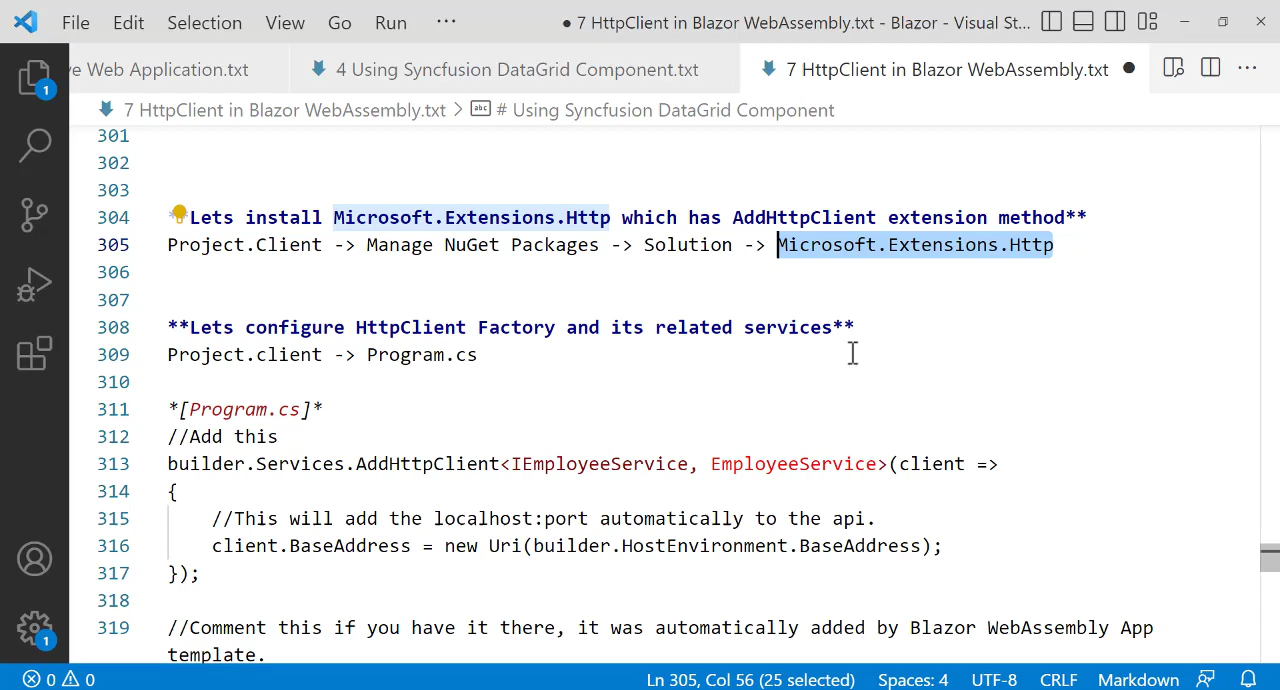 File Edit Selection View Go Run ··· ● 7 HttpClient in Blazor WebAssembly.txt - Blazor - Visual St...
ve Web Application.txt 4 Using Syncfusion DataGrid Component.txt 7 HttpClient in Blazor WebAssembly.txt ●
7 HttpClient in Blazor WebAssembly.txt > abc # Using Syncfusion DataGrid Component
1
301
302
303
304 **Lets install Microsoft.Extensions.Http which has AddHttpClient extension method**
305 Project.Client -> Manage NuGet Packages -> Solution -> Microsoft.Extensions.Http
306
307
308 **Lets configure HttpClient Factory and its related services**
309 Project.client -> Program.cs
310
311 *[Program.cs]*
312 //Add this
313 builder.Services.AddHttpClient<IEmployeeService, EmployeeService>(client =>
314 {
315 //This will add the localhost:port automatically to the api.
316 client.BaseAddress = new Uri(builder.HostEnvironment.BaseAddress);
317 });
318
319 //Comment this if you have it there, it was automatically added by Blazor WebAssembly App
template.
1
0 0 Ln 305, Col 56 (25 selected) Spaces: 4 UTF-8 CRLF Markdown